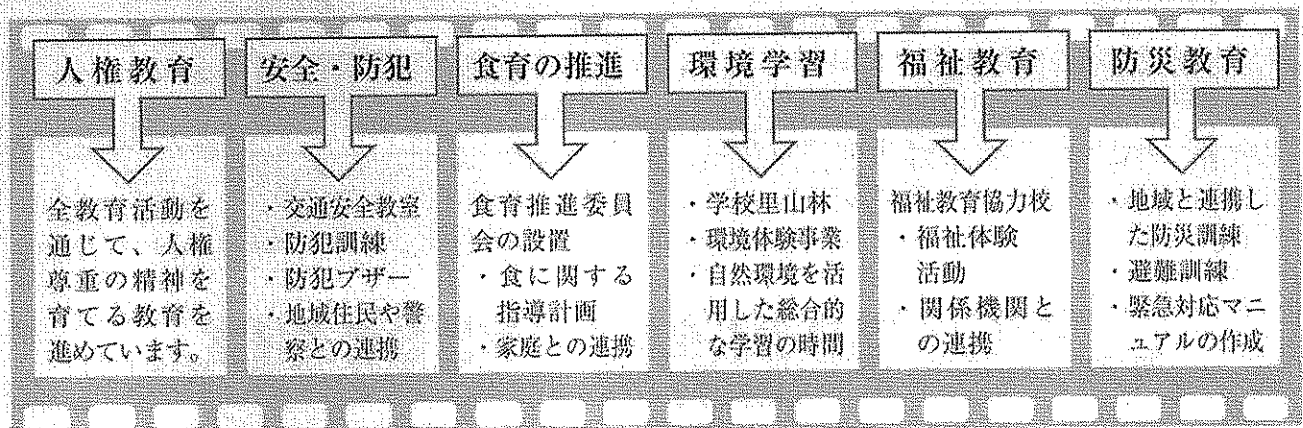 人権教育
全教育活動を
通じて、人権
尊重の精神を
育てる教育を
進めています。
安全・防犯
・交通安全教室
・防犯訓練
・防犯ブザー
・地域住民や警
察との連携
食育の推進
食育推進委員
会の設置
・食に関する
指導計画
・家庭との連携
環境学習
・学校里山林
・環境体験事業
・自然環境を活
用した総合的
な学習の時間
福祉教育
福祉教育協力校
・福祉体験
活動
・関係機関と
の連携
防災教育
・地域と連携し
た防災訓練
・避難訓練
・緊急対応マニ
ュアルの作成